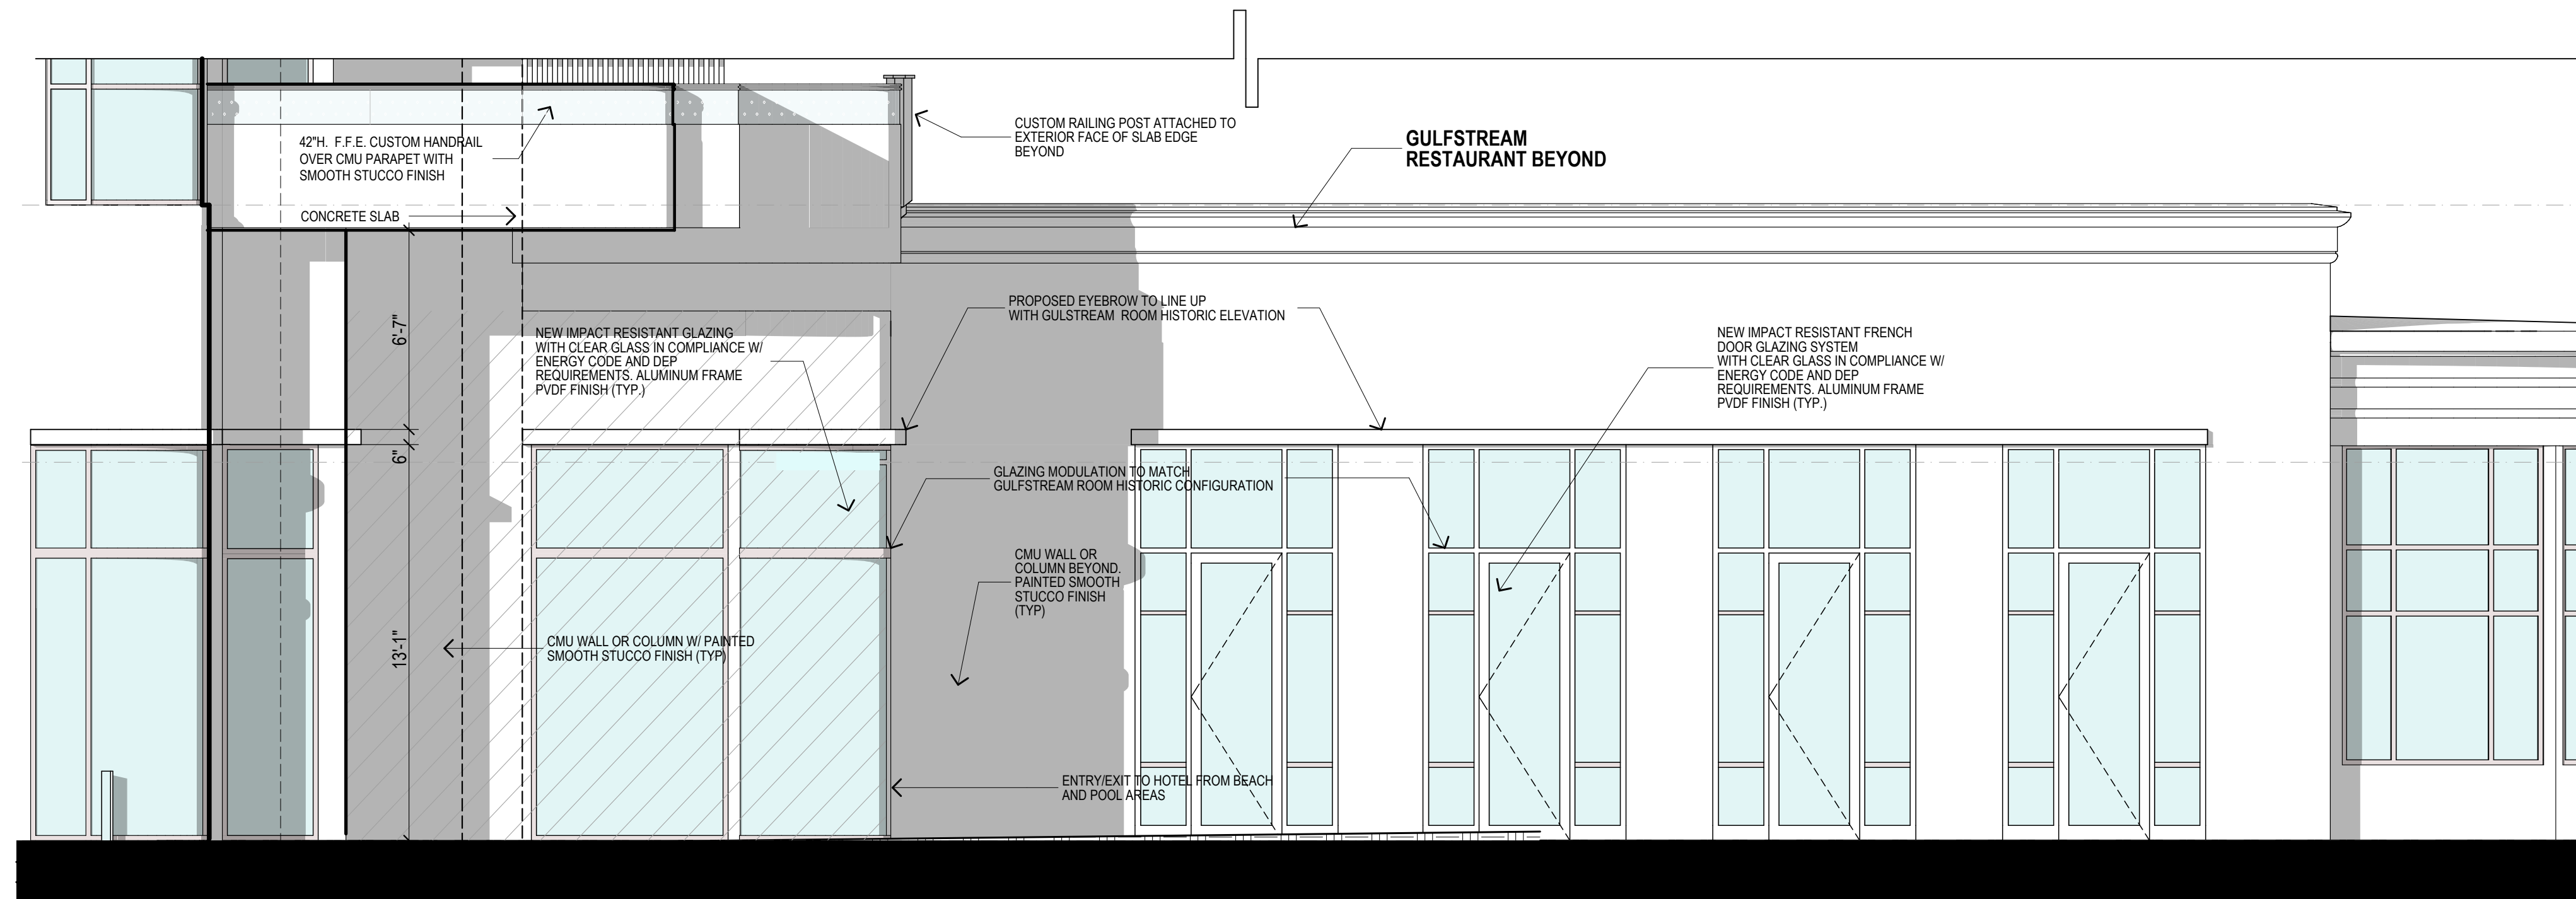 CUSTOM RAILING POST ATTACHED TO
EXTERIOR FACE OF SLAB EDGE
BEYOND
GULFSTREAM
RESTAURANT BEYOND
42"H.  F.F.E. CUSTOM HANDRAIL
OVER CMU PARAPET WITH
SMOOTH STUCCO FINISH
CONCRETE SLAB
PROPOSED EYEBROW TO LINE UP
WITH GULSTREAM  ROOM HISTORIC ELEVATION
6'-7"
NEW IMPACT RESISTANT GLAZING
WITH CLEAR GLASS IN COMPLIANCE W/
ENERGY CODE AND DEP
REQUIREMENTS. ALUMINUM FRAME
PVDF FINISH (TYP.)
NEW IMPACT RESISTANT FRENCH
DOOR GLAZING SYSTEM
WITH CLEAR GLASS IN COMPLIANCE W/
ENERGY CODE AND DEP
REQUIREMENTS. ALUMINUM FRAME
PVDF FINISH (TYP.)
6"
GLAZING MODULATION TO MATCH
GULFSTREAM ROOM HISTORIC CONFIGURATION
CMU WALL OR
COLUMN BEYOND.
PAINTED SMOOTH
STUCCO FINISH
(TYP)
13'-1"
CMU WALL OR COLUMN W/ PAINTED
SMOOTH STUCCO FINISH (TYP)
ENTRY/EXIT TO HOTEL FROM BEACH
AND POOL AREAS